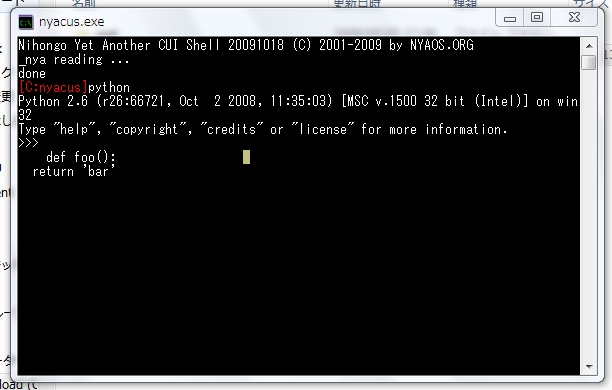 名前
更新日時
種類
サイズ
nyacus.exe
Nihongo Yet Another CUI Shell 20091018 (C) 2001-2009 by NYAOS.ORG
_nya reading ...
done
[C:nyacus]python
Python 2.6 (r26:66721, Oct  2 2008, 11:35:03) [MSC v.1500 32 bit (Intel)] on win
32
Type "help", "copyright", "credits" or "license" for more information.
>>>
def foo():
return 'bar'